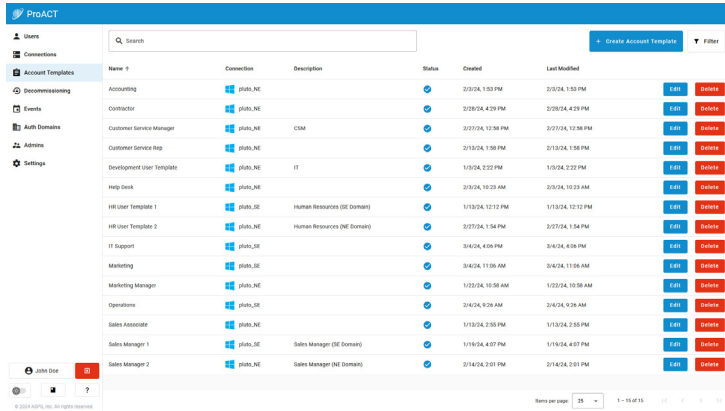 ProACT
Users
Connections
Account Templates
Decommissioning
Events
Auth Domains
Admins
Settings
Search
+ Create Account Template
Filter
Name ↑ Connection Description Status Created Last Modified
Accounting pluto_NE 2/3/24, 1:53 PM 2/3/24, 1:53 PM Edit Delete
Contractor pluto_NE 2/28/24, 4:29 PM 2/28/24, 4:29 PM Edit Delete
Customer Service Manager pluto_NE CSM 2/27/24, 12:58 PM 2/27/24, 12:58 PM Edit Delete
Customer Service Rep pluto_NE 2/13/24, 1:58 PM 2/13/24, 1:58 PM Edit Delete
Development User Template pluto_NE IT 1/3/24, 2:22 PM 1/3/24, 2:22 PM Edit Delete
Help Desk pluto_NE 2/3/24, 10:23 AM 2/3/24, 10:23 AM Edit Delete
HR User Template 1 pluto_SE Human Resources (SE Domain) 1/13/24, 12:12 PM 1/13/24, 12:12 PM Edit Delete
HR User Template 2 pluto_NE Human Resources (NE Domain) 2/27/24, 1:54 PM 2/27/24, 1:54 PM Edit Delete
IT Support pluto_SE 3/4/24, 4:06 PM 3/4/24, 4:06 PM Edit Delete
Marketing pluto_SE 3/4/24, 11:06 AM 3/4/24, 11:06 AM Edit Delete
Marketing Manager pluto_NE 1/22/24, 10:58 AM 1/22/24, 10:58 AM Edit Delete
Operations pluto_SE 2/4/24, 9:26 AM 2/4/24, 9:26 AM Edit Delete
Sales Associate pluto_NE 1/13/24, 2:55 PM 1/13/24, 2:55 PM Edit Delete
Sales Manager 1 pluto_SE Sales Manager (SE Domain) 1/19/24, 4:07 PM 1/19/24, 4:07 PM Edit Delete
Sales Manager 2 pluto_NE Sales Manager (NE Domain) 2/14/24, 2:01 PM 2/14/24, 2:01 PM Edit Delete
John Doe
?
Items per page: 25 1 – 15 of 15
© 2024 ASPG, Inc. All rights reserved.